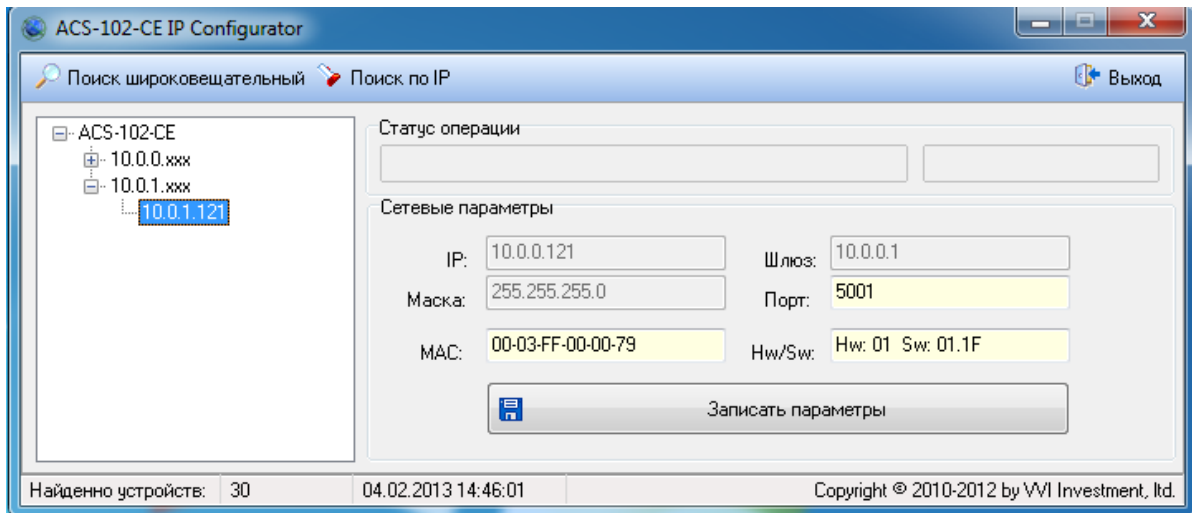 ACS-102-CE IP Configurator
Поиск широковещательный Поиск по IP Выход
ACS-102-CE
10.0.0.xxx
10.0.1.xxx
10.0.1.121
Статус операции
Сетевые параметры
IP: 10.0.0.121 Шлюз: 10.0.0.1
Маска: 255.255.255.0 Порт: 5001
MAC: 00-03-FF-00-00-79 Hw/Sw: Hw: 01 Sw: 01.1F
Записать параметры
Найденно устройств: 30 04.02.2013 14:46:01 Copyright © 2010-2012 by VVI Investment, ltd.